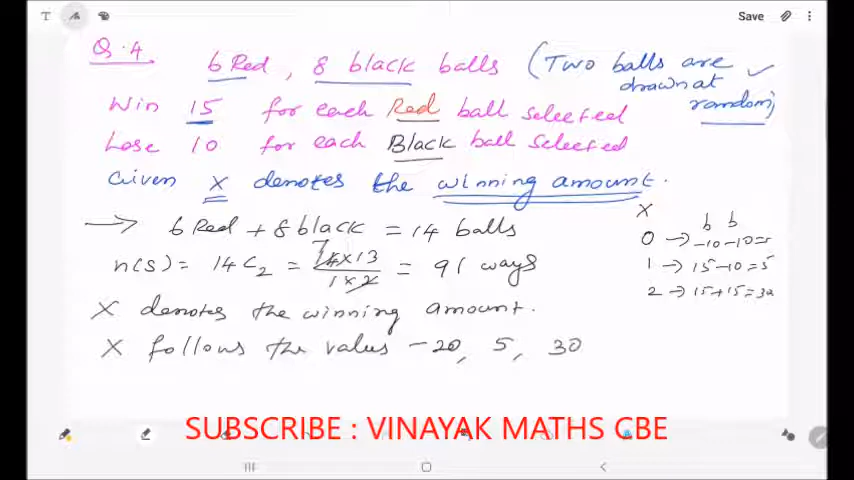 T
Save
Q.4 6 Red, 8 black balls (Two balls are
drawn at
random)
Win 15 for each Red ball selected
Lose 10 for each Black ball selected
Given X denotes the winning amount.
→ 6 Red + 8 black = 14 balls
n(S) = 14C2 = 14×13 / 1×2 = 91 ways
X denotes the winning amount.
X follows the value -20, 5, 30
X
b b
0 → -10-10=
1 → 15-10=5
2 → 15+15=30
SUBSCRIBE : VINAYAK MATHS CBE